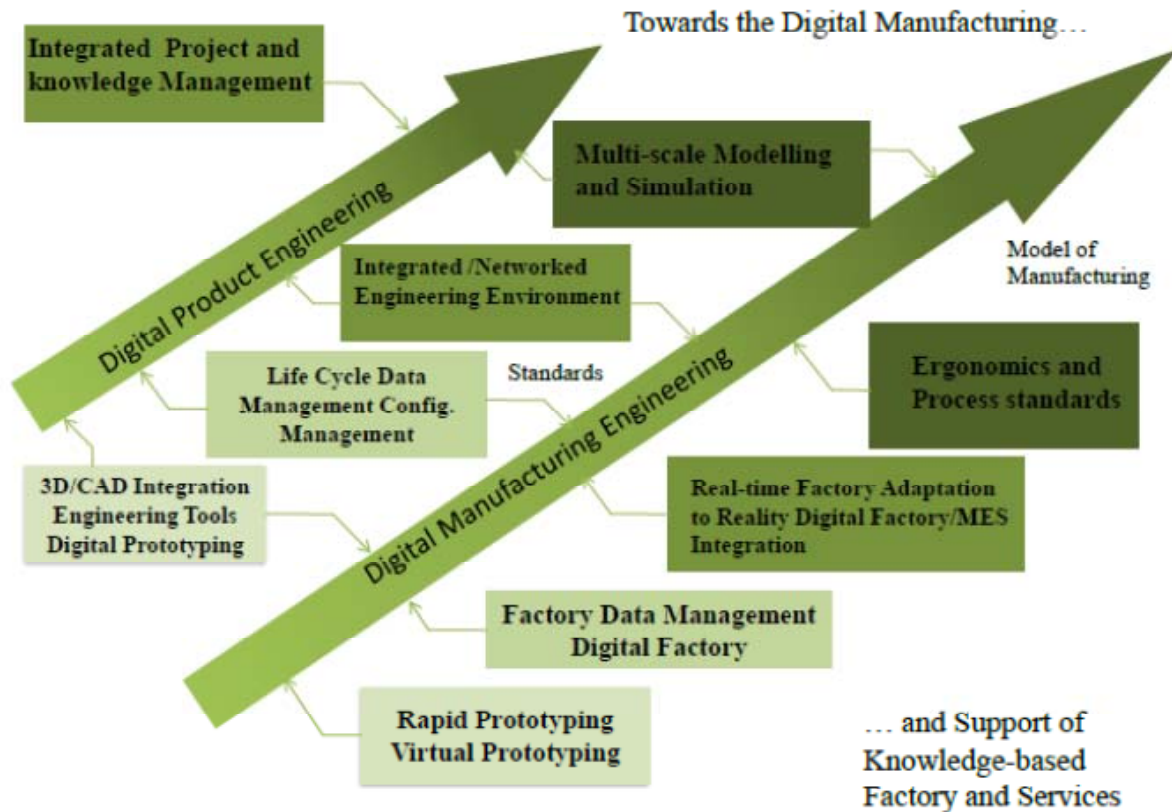 Towards the Digital Manufacturing…
Integrated Project and
knowledge Management
Multi-scale Modelling
and Simulation
Digital Product Engineering
Model of
Manufacturing
Integrated /Networked
Engineering Environment
Life Cycle Data
Management Config.
Management
Standards
Ergonomics and
Process standards
Digital Manufacturing Engineering
3D/CAD Integration
Engineering Tools
Digital Prototyping
Real-time Factory Adaptation
to Reality Digital Factory/MES
Integration
Factory Data Management
Digital Factory
Rapid Prototyping
Virtual Prototyping
… and Support of
Knowledge-based
Factory and Services